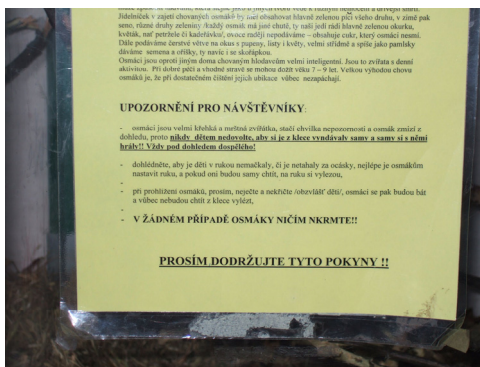 Jídelníček v zajetí chovaných osmáků by měl obsahovat hlavně zelenou píci všeho druhu, v zimě pak
seno, různé druhy zeleniny /každý osmák má jiné chutě, ty naši jedí rádi hlavně zelenou okurku,
květák, nať petržele či kadeřávku/, ovoce raději nepodáváme – obsahuje cukr, který osmáci nesmí.
Dále podáváme čerstvé větve na okus s pupeny, listy i květy, velmi střídmě a spíše jako pamlsky
dáváme semena a oříšky, ty navíc i se skořápkou.
Osmáci jsou oproti jiným doma chovaným hlodavcům velmi inteligentní. Jsou to zvířata s denní
aktivitou. Při dobré péči a vhodné stravě se mohou dožít věku 7 – 9 let. Velkou výhodou chovu
osmáků je, že při dostatečném čištění jejich ubikace vůbec nezapáchají.
UPOZORNĚNÍ PRO NÁVŠTĚVNÍKY:
- osmáci jsou velmi křehká a mrštná zvířátka, stačí chvilka nepozornosti a osmák zmizí z
dohledu, proto nikdy dětem nedovolte, aby si je z klece vyndávaly samy a samy si s nimi
hrály!! Vždy pod dohledem dospělého!
- dohlédněte, aby je děti v rukou nemačkaly, či je netahaly za ocásky, nejlépe je osmákům
nastavit ruku, a pokud oni budou samy chtít, na ruku si vylezou,
-
- při prohlížení osmáků, prosím, neječte a nekřičte /obzvlášť děti/, osmáci se pak budou bát
a vůbec nebudou chtít z klece vylézt,
-
- V ŽÁDNÉM PŘÍPADĚ OSMÁKY NIČÍM NKRMTE!!
PROSÍM DODRŽUJTE TYTO POKYNY !!